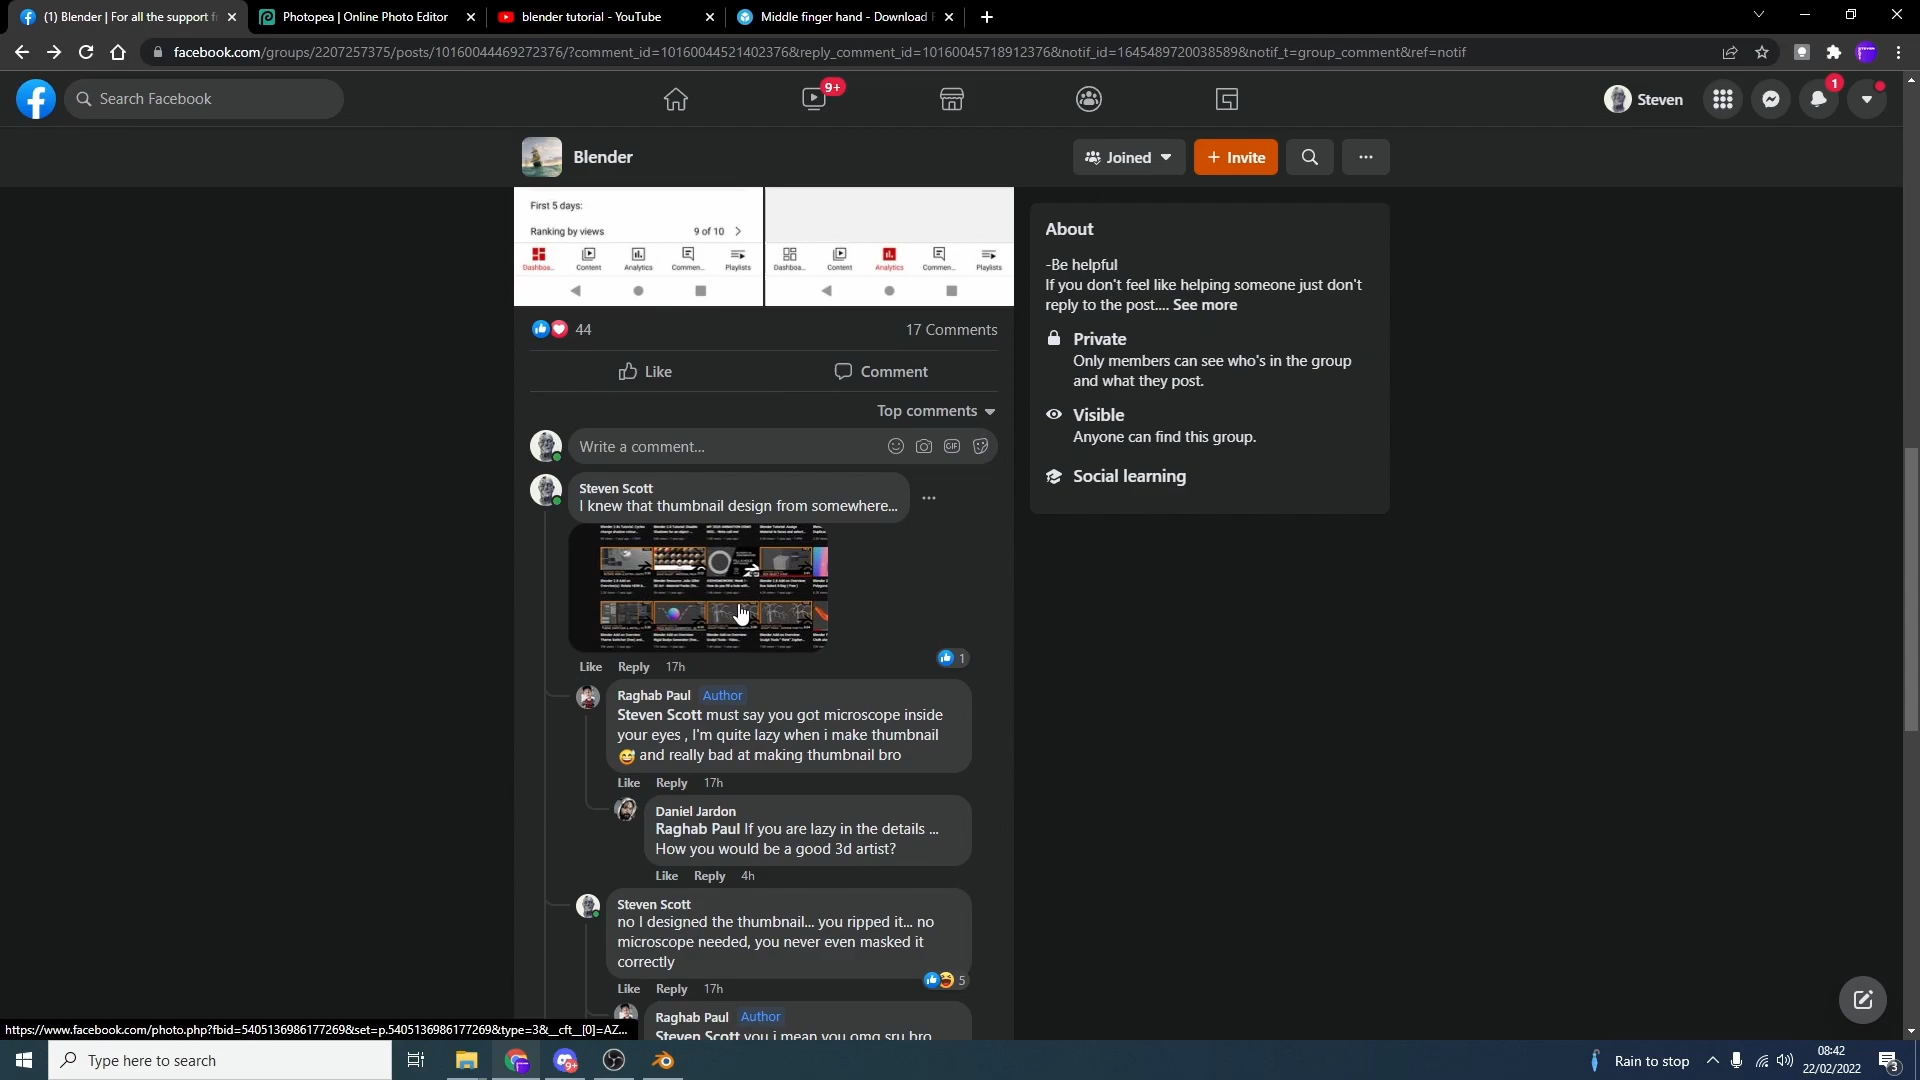 (1) Blender | For all the support f
Photopea | Online Photo Editor
blender tutorial - YouTube
Middle finger hand - Download F
facebook.com/groups/2207257375/posts/10160044469272376/?comment_id=10160044521402376&reply_comment_id=10160045718912376&notif_id=1645489720038589&notif_t=group_comment&ref=notif
Search Facebook
9+
Steven
1
Blender
Joined
+ Invite
First 5 days:
Ranking by views 9 of 10
Dashboa... Content Analytics Commen... Playlists
Dashboa... Content Analytics Commen... Playlists
44
17 Comments
Like
Comment
Top comments
Write a comment...
GIF
Steven Scott
I knew that thumbnail design from somewhere...
Like Reply 17h
1
Raghab Paul Author
Steven Scott must say you got microscope inside
your eyes , I'm quite lazy when i make thumbnail
😅 and really bad at making thumbnail bro
Like Reply 17h
Daniel Jardon
Raghab Paul If you are lazy in the details ...
How you would be a good 3d artist?
Like Reply 4h
Steven Scott
no I designed the thumbnail... you ripped it... no
microscope needed, you never even masked it
correctly
5
Like Reply 17h
Raghab Paul Author
Steven Scott you i mean you omg sry bro
About
-Be helpful
If you don't feel like helping someone just don't
reply to the post.... See more
Private
Only members can see who's in the group
and what they post.
Visible
Anyone can find this group.
Social learning
https://www.facebook.com/photo.php?fbid=5405136986177269&set=p.5405136986177269&type=3&__cft__[0]=AZ...
Type here to search
9+
Rain to stop
08:42
22/02/2022
3